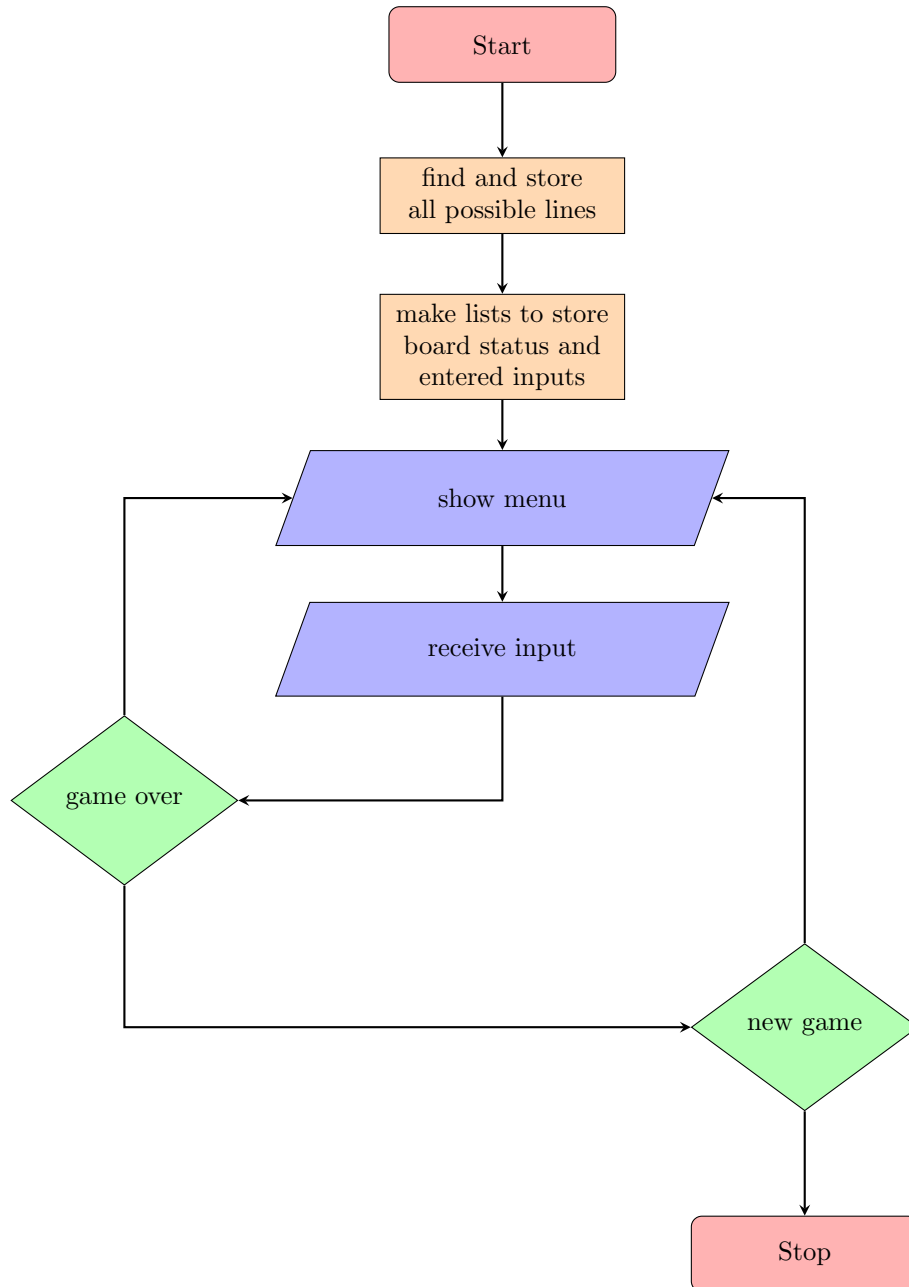 Start
find and store
all possible lines
make lists to store
board status and
entered inputs
show menu
receive input
game over
new game
Stop